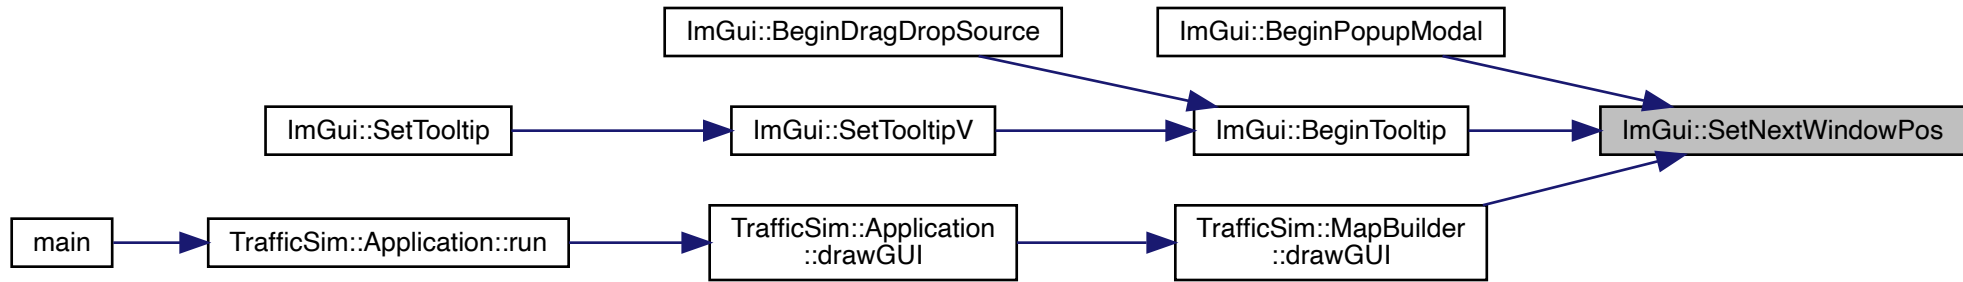 ImGui::BeginDragDropSource
ImGui::BeginPopupModal
ImGui::SetTooltip
ImGui::SetTooltipV
ImGui::BeginTooltip
ImGui::SetNextWindowPos
main
TrafficSim::Application::run
TrafficSim::Application
::drawGUI
TrafficSim::MapBuilder
::drawGUI